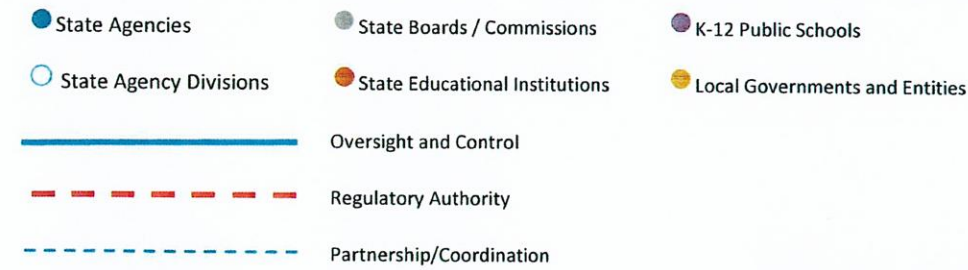 State Agencies
State Boards / Commissions
K-12 Public Schools
State Agency Divisions
State Educational Institutions
Local Governments and Entities
Oversight and Control
Regulatory Authority
Partnership/Coordination